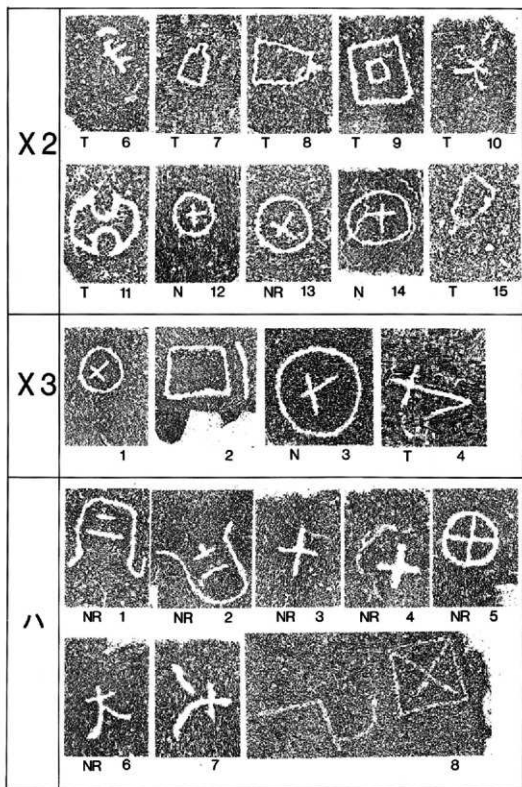 X2
T 6 T 7 T 8 T 9 T 10
T 11 N 12 NR 13 N 14 T 15
X3
1 2 N 3 T 4
ハ
NR 1 NR 2 NR 3 NR 4 NR 5
NR 6 7 8